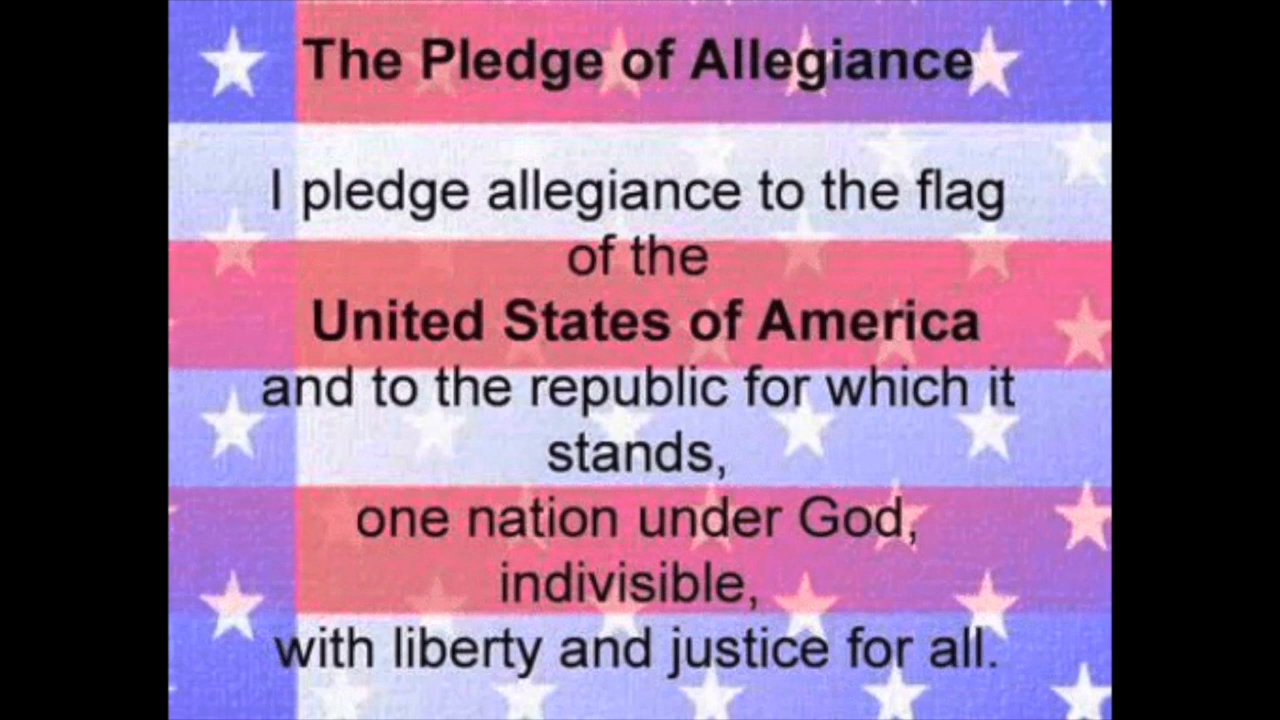 The Pledge of Allegiance
I pledge allegiance to the flag
of the
United States of America
and to the republic for which it
stands,
one nation under God,
indivisible,
with liberty and justice for all.